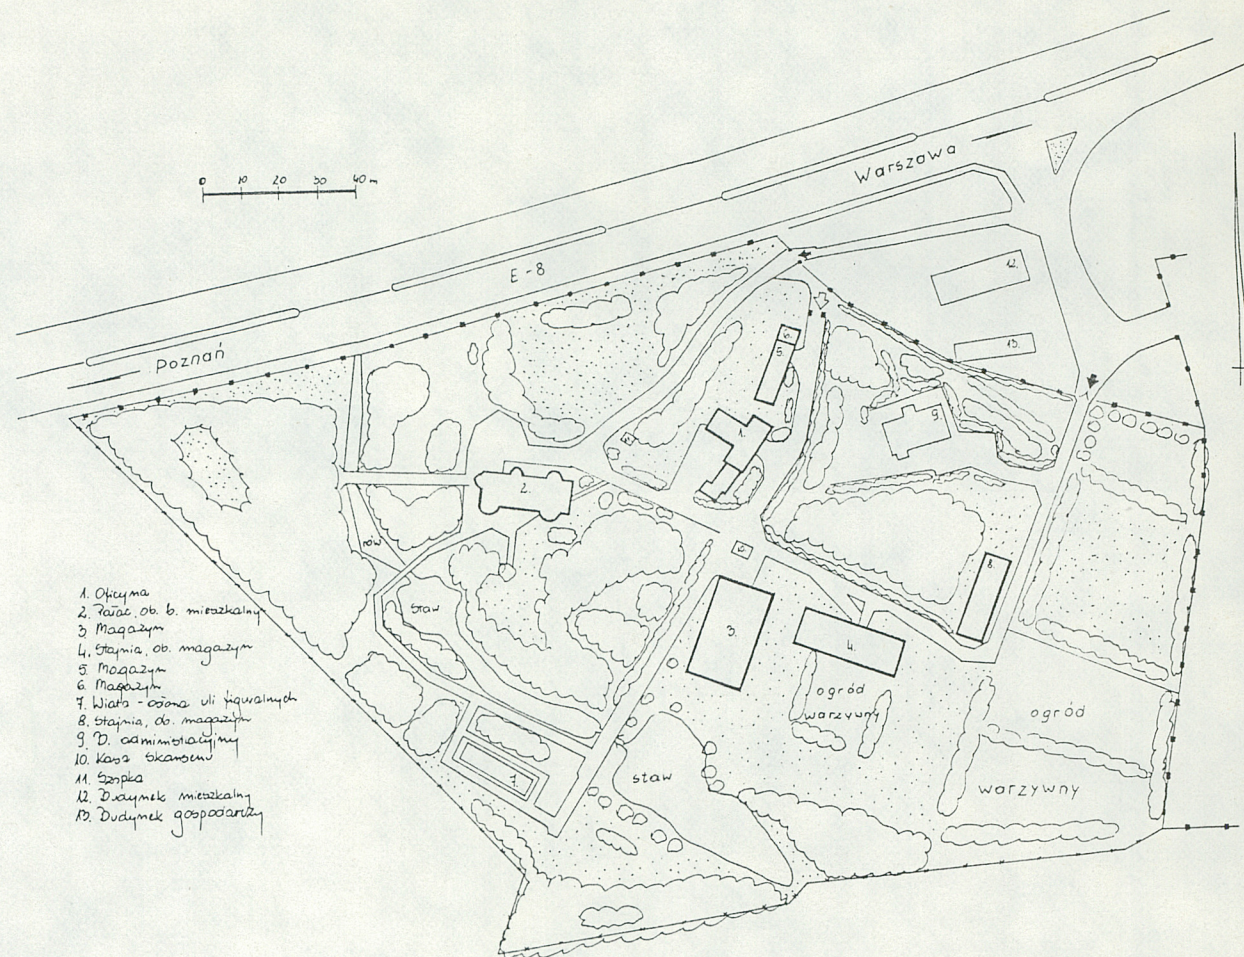 0 10 20 30 40 m
Warszawa
E-8
Poznań
12.
13.
6.
5.
1.
9.
2.
rów
8.
staw
3.
4.
ogród
warzywny
ogród
warzywny
staw
7.
1. Oficyna
2. Pałac, ob. b. mieszkalny
3. Magazyn
4. Stajnia, ob. magazyn
5. Magazyn
6. Magazyn
7. Wiata - osłona uli figuralnych
8. Stajnia, ob. magazyn
9. B. administracyjny
10. Kasa Skansenu
11. Szopka
12. Budynek mieszkalny
13. Budynek gospodarczy